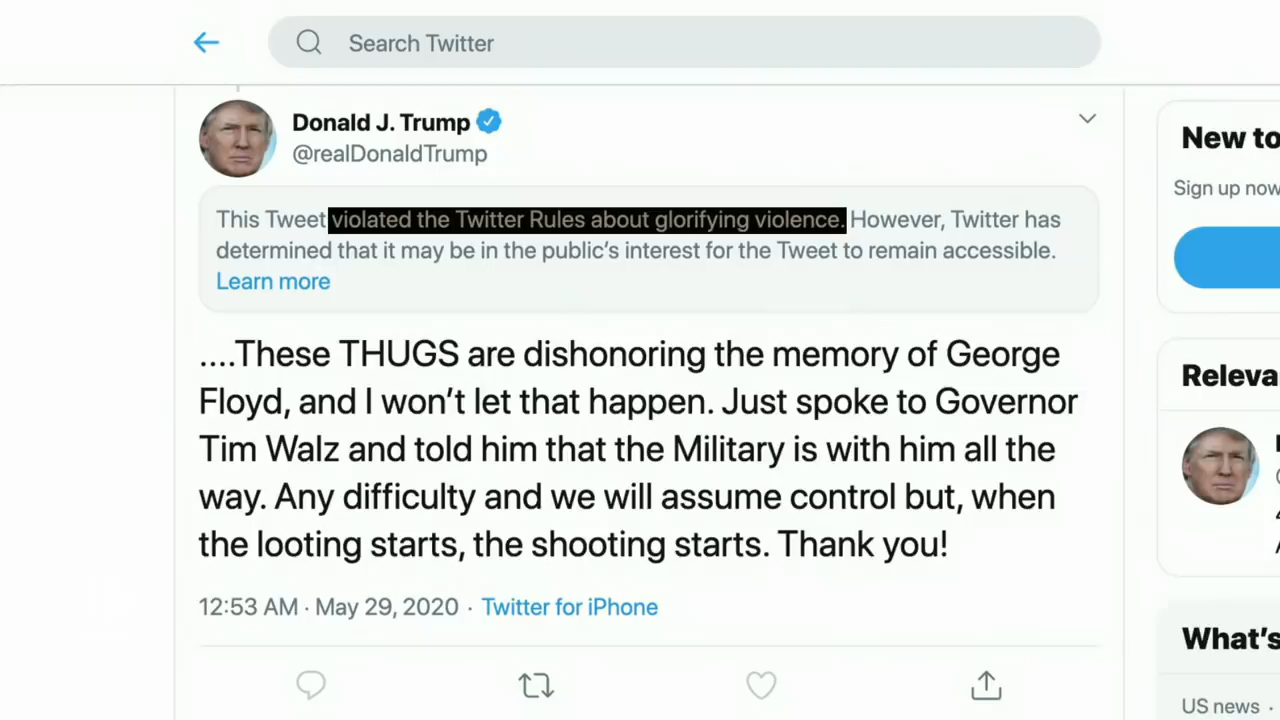 Search Twitter
Donald J. Trump
@realDonaldTrump
This Tweet violated the Twitter Rules about glorifying violence. However, Twitter has
determined that it may be in the public’s interest for the Tweet to remain accessible.
Learn more
....These THUGS are dishonoring the memory of George
Floyd, and I won’t let that happen. Just spoke to Governor
Tim Walz and told him that the Military is with him all the
way. Any difficulty and we will assume control but, when
the looting starts, the shooting starts. Thank you!
12:53 AM · May 29, 2020 · Twitter for iPhone
New to
Sign up now
Releva
What’s
US news ·